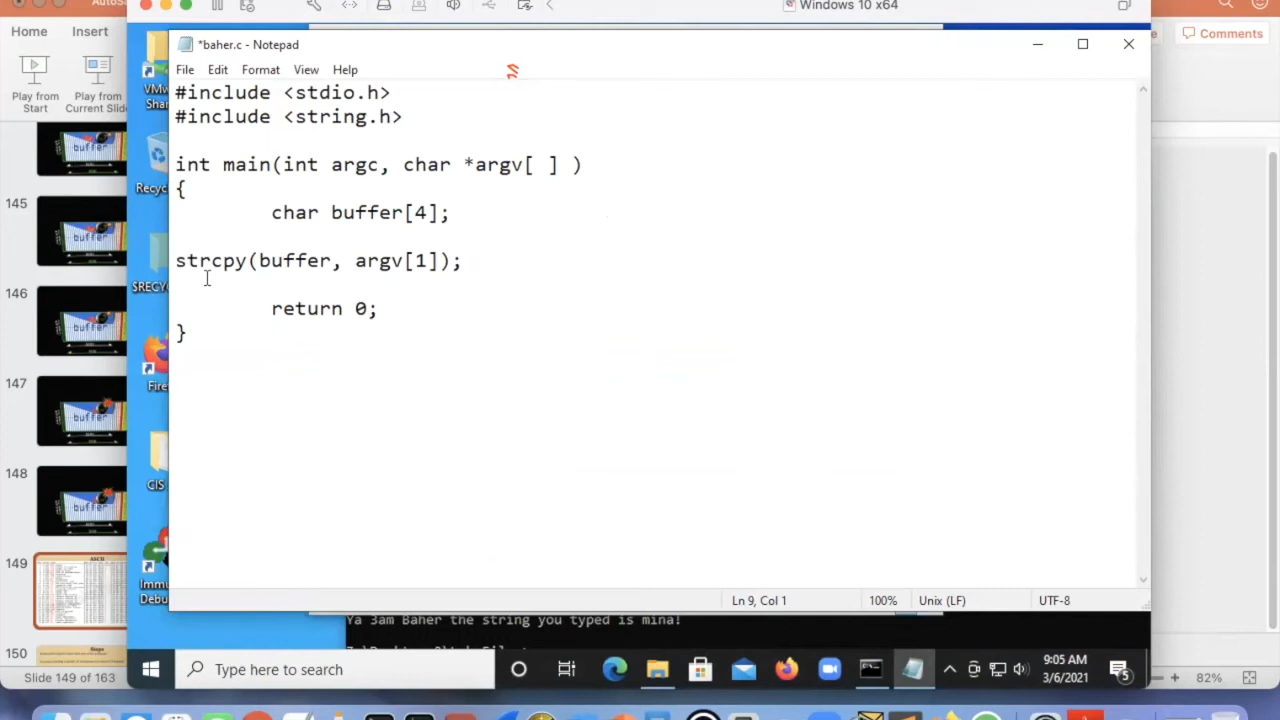 Windows 10 x64
Home Insert
Comments
Play from Start
Play from Current Slide
145
146
147
148
149
150
ASCII
Steps
Slide 149 of 163
82%
*baher.c - Notepad
File Edit Format View Help
#include <stdio.h>
#include <string.h>
int main(int argc, char *argv[ ] )
{
char buffer[4];
strcpy(buffer, argv[1]);
return 0;
}
Ln 9, Col 1 100% Unix (LF) UTF-8
Ya 3am Baher the string you typed is mina!
CIS
Type here to search
9:05 AM
3/6/2021
5